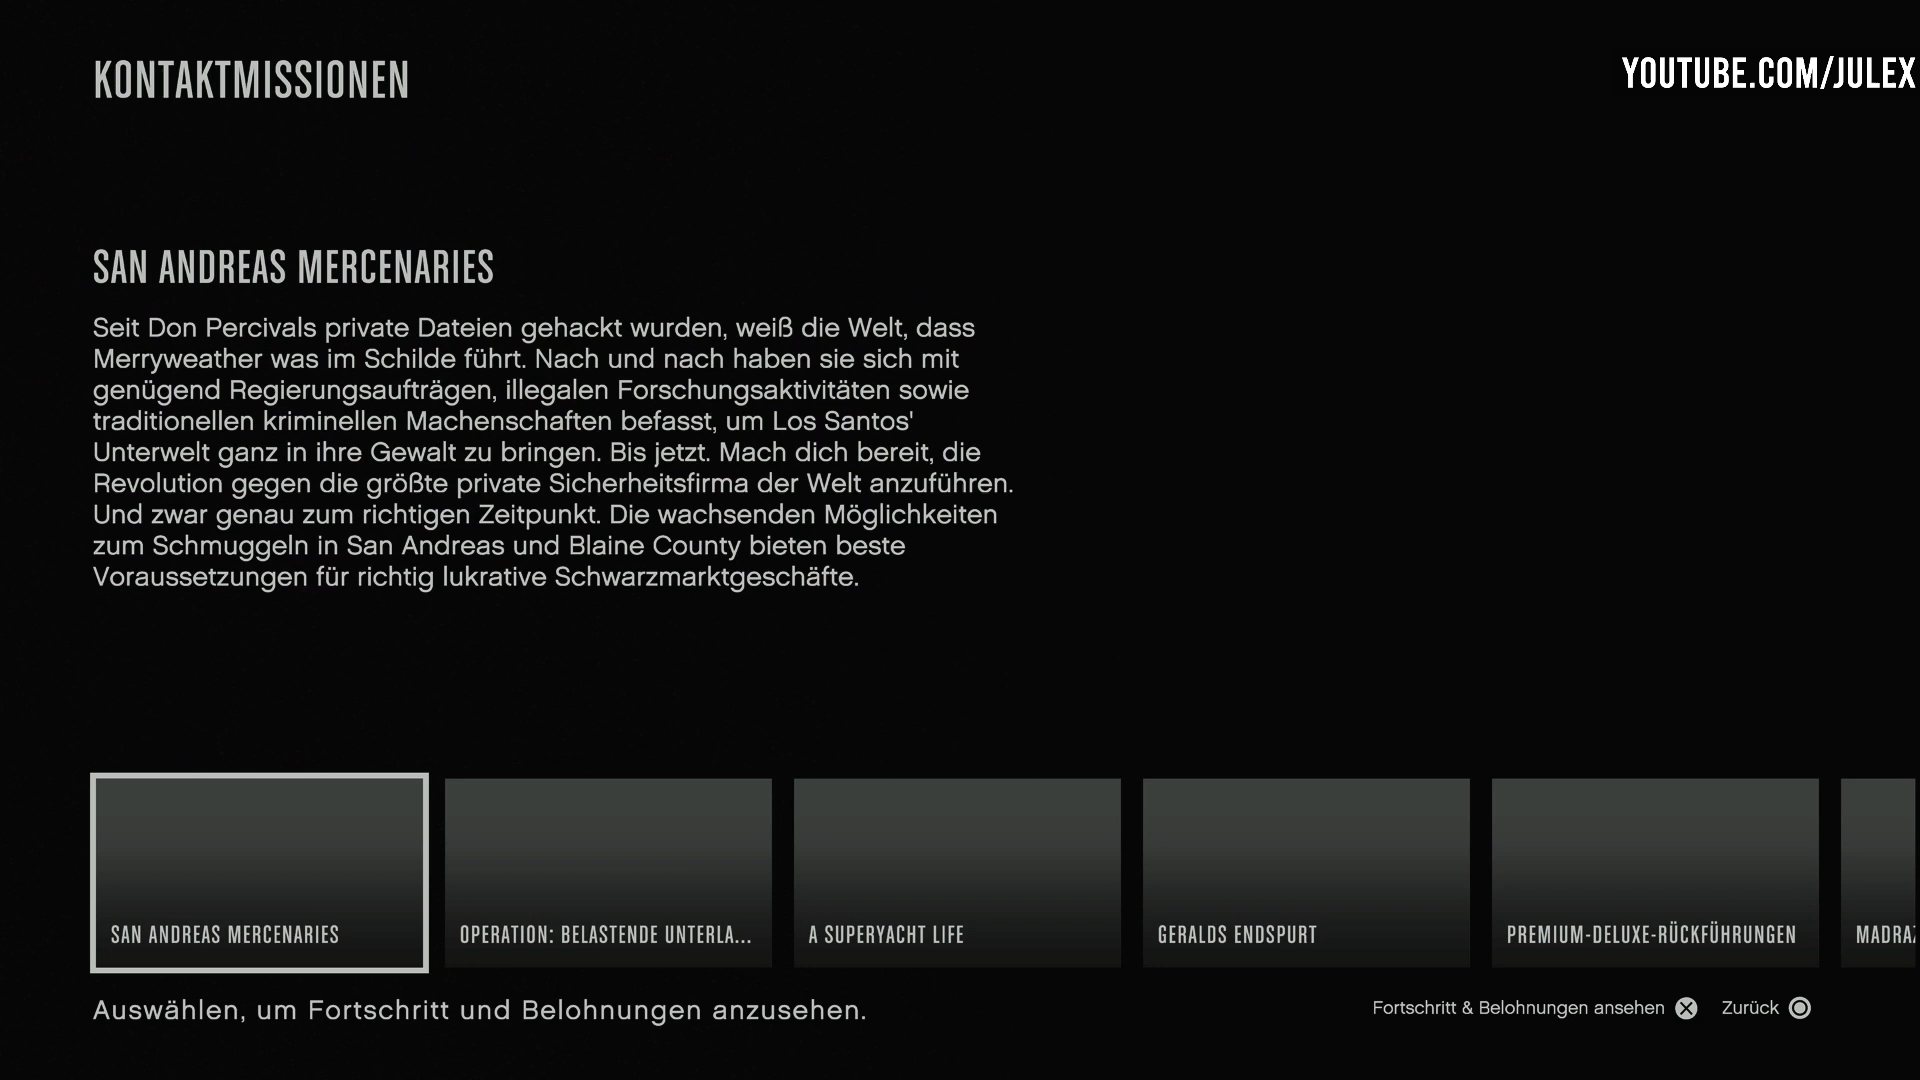 KONTAKTMISSIONEN
YOUTUBE.COM/JULEX
SAN ANDREAS MERCENARIES
Seit Don Percivals private Dateien gehackt wurden, weiß die Welt, dass
Merryweather was im Schilde führt. Nach und nach haben sie sich mit
genügend Regierungsaufträgen, illegalen Forschungsaktivitäten sowie
traditionellen kriminellen Machenschaften befasst, um Los Santos'
Unterwelt ganz in ihre Gewalt zu bringen. Bis jetzt. Mach dich bereit, die
Revolution gegen die größte private Sicherheitsfirma der Welt anzuführen.
Und zwar genau zum richtigen Zeitpunkt. Die wachsenden Möglichkeiten
zum Schmuggeln in San Andreas und Blaine County bieten beste
Voraussetzungen für richtig lukrative Schwarzmarktgeschäfte.
SAN ANDREAS MERCENARIES
OPERATION: BELASTENDE UNTERLA...
A SUPERYACHT LIFE
GERALDS ENDSPURT
PREMIUM-DELUXE-RÜCKFÜHRUNGEN
Auswählen, um Fortschritt und Belohnungen anzusehen.
Fortschritt & Belohnungen ansehen
Zurück